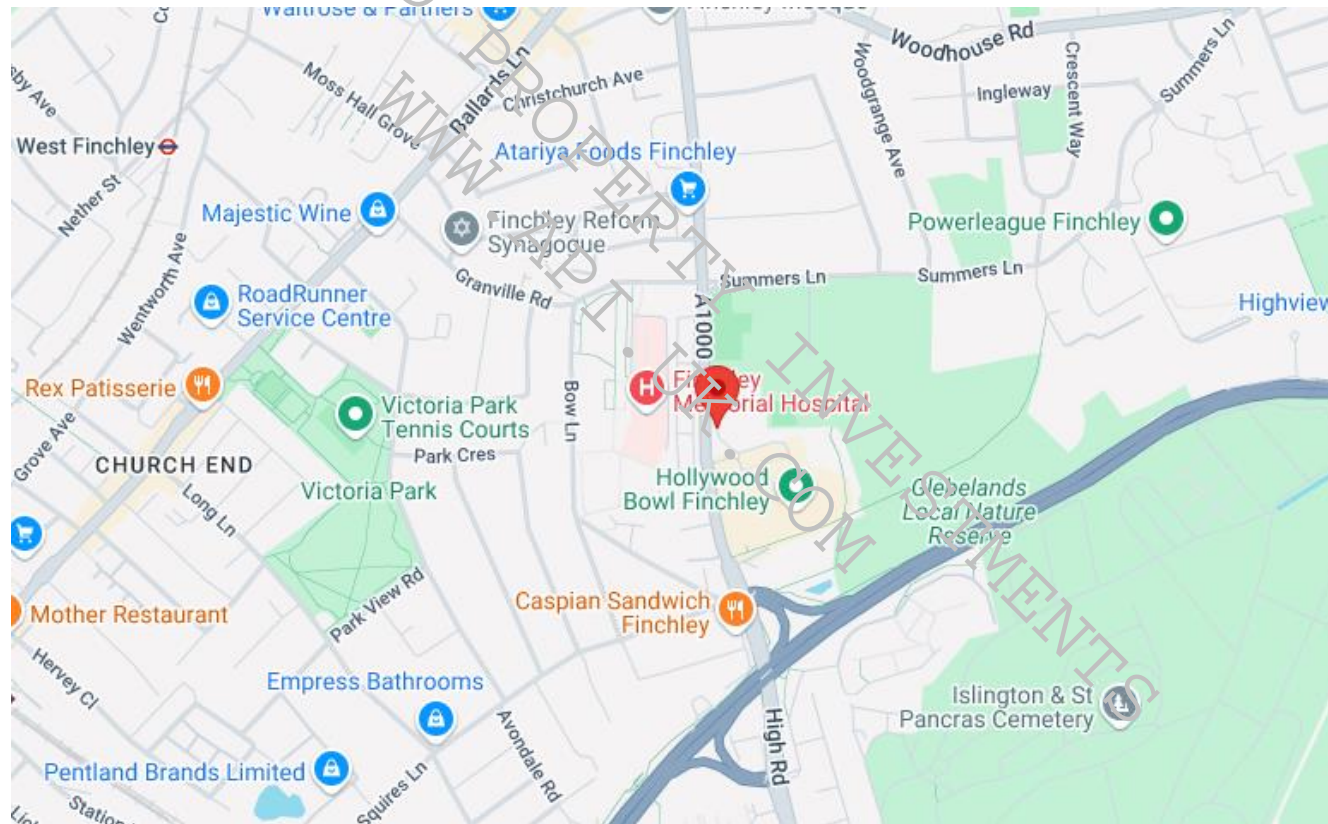 Waitrose & Partners
Finchley Mosque
Woodhouse Rd
Summers Ln
Moss Hall Grove
Ballards Ln
Christchurch Ave
Woodgrange Ave
Ingleway
Crescent Way
West Finchley
Atariya Foods Finchley
Nether St
Majestic Wine
Finchley Reform
Synagogue
Powerleague Finchley
Wentworth Ave
Granville Rd
Summers Ln
Summers Ln
RoadRunner
Service Centre
A1000
Highview
Rex Patisserie
Finchley
Memorial Hospital
Victoria Park
Tennis Courts
Bow Ln
Grove Ave
CHURCH END
Park Cres
Hollywood
Bowl Finchley
Long Ln
Victoria Park
Glebelands
Local Nature
Reserve
Park View Rd
Caspian Sandwich
Finchley
Mother Restaurant
Hervey Cl
Empress Bathrooms
Islington & St
Pancras Cemetery
Avondale Rd
High Rd
Pentland Brands Limited
Squires Ln
Station
PROPERTY INVESTMENTS
WWW.API.UK.COM